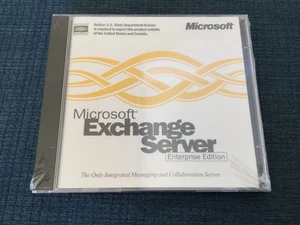 Notice: U.S. State Department license
is required to export this product outside
of the United States and Canada.
Microsoft®
Microsoft®
Exchange
Server
Enterprise Edition
The Only Integrated Messaging and Collaboration Server